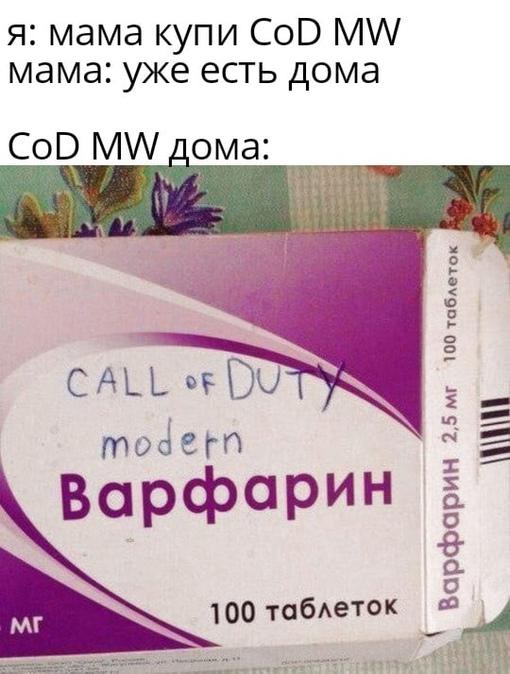 я: мама купи CoD MW
мама: уже есть дома
CoD MW дома:
CALL OF DUTY
modern
Варфарин
100 таблеток
мг
Варфарин 2,5 мг 100 таблеток